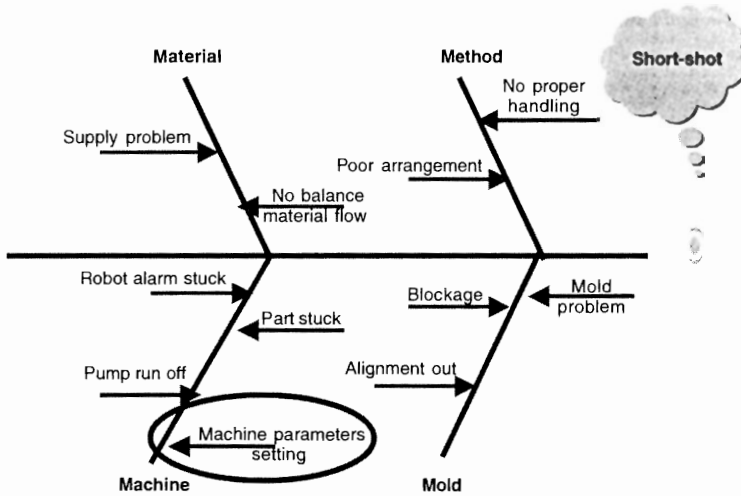 Material
Method
Short-shot
No proper
handling
Supply problem
Poor arrangement
No balance
material flow
Robot alarm stuck
Blockage
Mold
problem
Part stuck
Pump run off
Alignment out
Machine parameters
setting
Machine
Mold